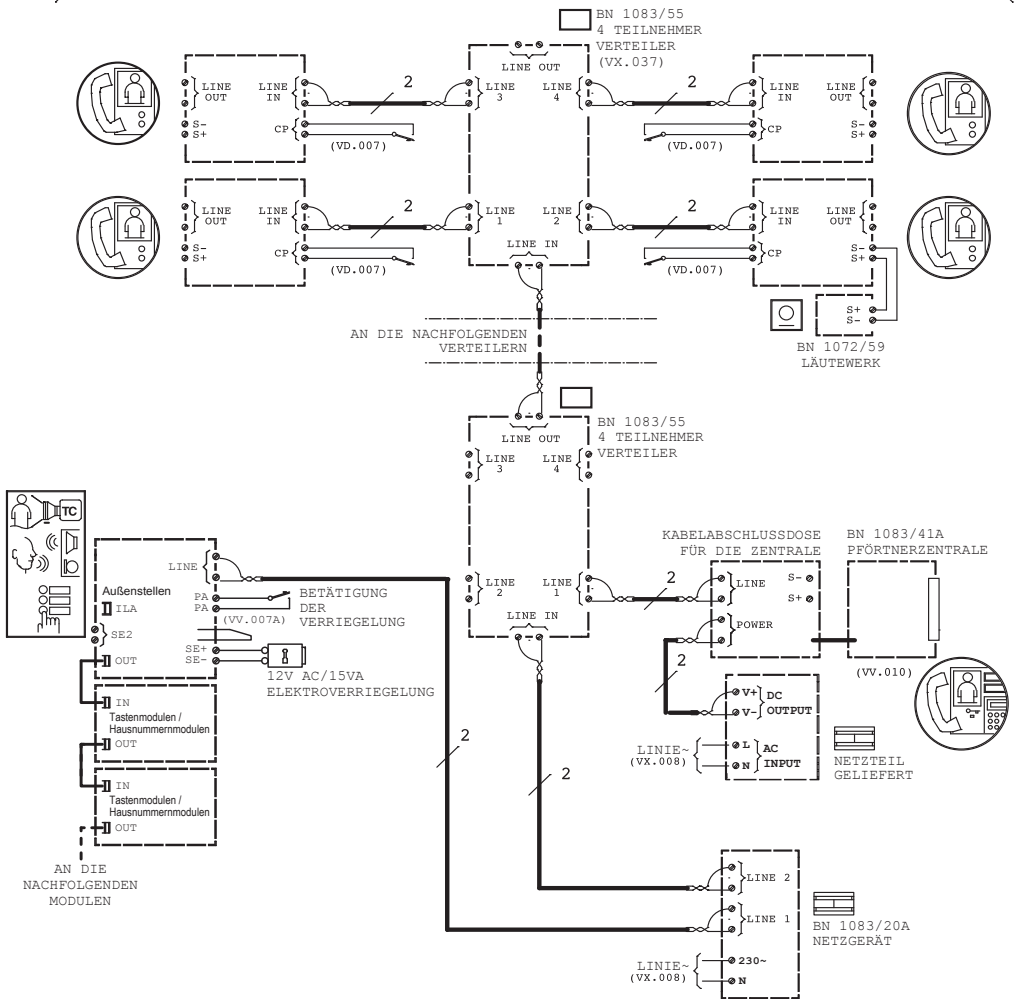 BN 1083/55
4 TEILNEHMER
VERTEILER
(VX.037)
LINE OUT
LINE
OUT
LINE
IN
2
LINE
3
LINE
4
2
LINE
IN
LINE
OUT
S-
S+
CP
(VD.007)
(VD.007)
CP
S-
S+
LINE
OUT
LINE
IN
2
LINE
1
LINE
2
2
LINE
IN
LINE
OUT
S-
S+
CP
(VD.007)
LINE IN
(VD.007)
CP
S-
S+
S+
S-
BN 1072/59
LÄUTEWERK
AN DIE NACHFOLGENDEN
VERTEILERN
BN 1083/55
4 TEILNEHMER
VERTEILER
LINE OUT
LINE
3
LINE
4
LINE
2
LINE
1
LINE IN
TC
LINE
Außenstellen
ILA
PA
PA
(VV.007A)
BETÄTIGUNG
DER
VERRIEGELUNG
SE2
SE+
SE-
OUT
12V AC/15VA
ELEKTROVERRIEGELUNG
IN
Tastenmodulen /
Hausnummernmodulen
OUT
IN
Tastenmodulen /
Hausnummernmodulen
OUT
AN DIE
NACHFOLGENDEN
MODULEN
KABELABSCHLUSSDOSE
FÜR DIE ZENTRALE
BN 1083/41A
PFÖRTNERZENTRALE
2
LINE
S-
S+
POWER
(VV.010)
2
V+
V-
DC
OUTPUT
LINIE~
(VX.008)
L
N
AC
INPUT
NETZTEIL
GELIEFERT
2
2
LINE 2
LINE 1
BN 1083/20A
NETZGERÄT
LINIE~
(VX.008)
230~
N